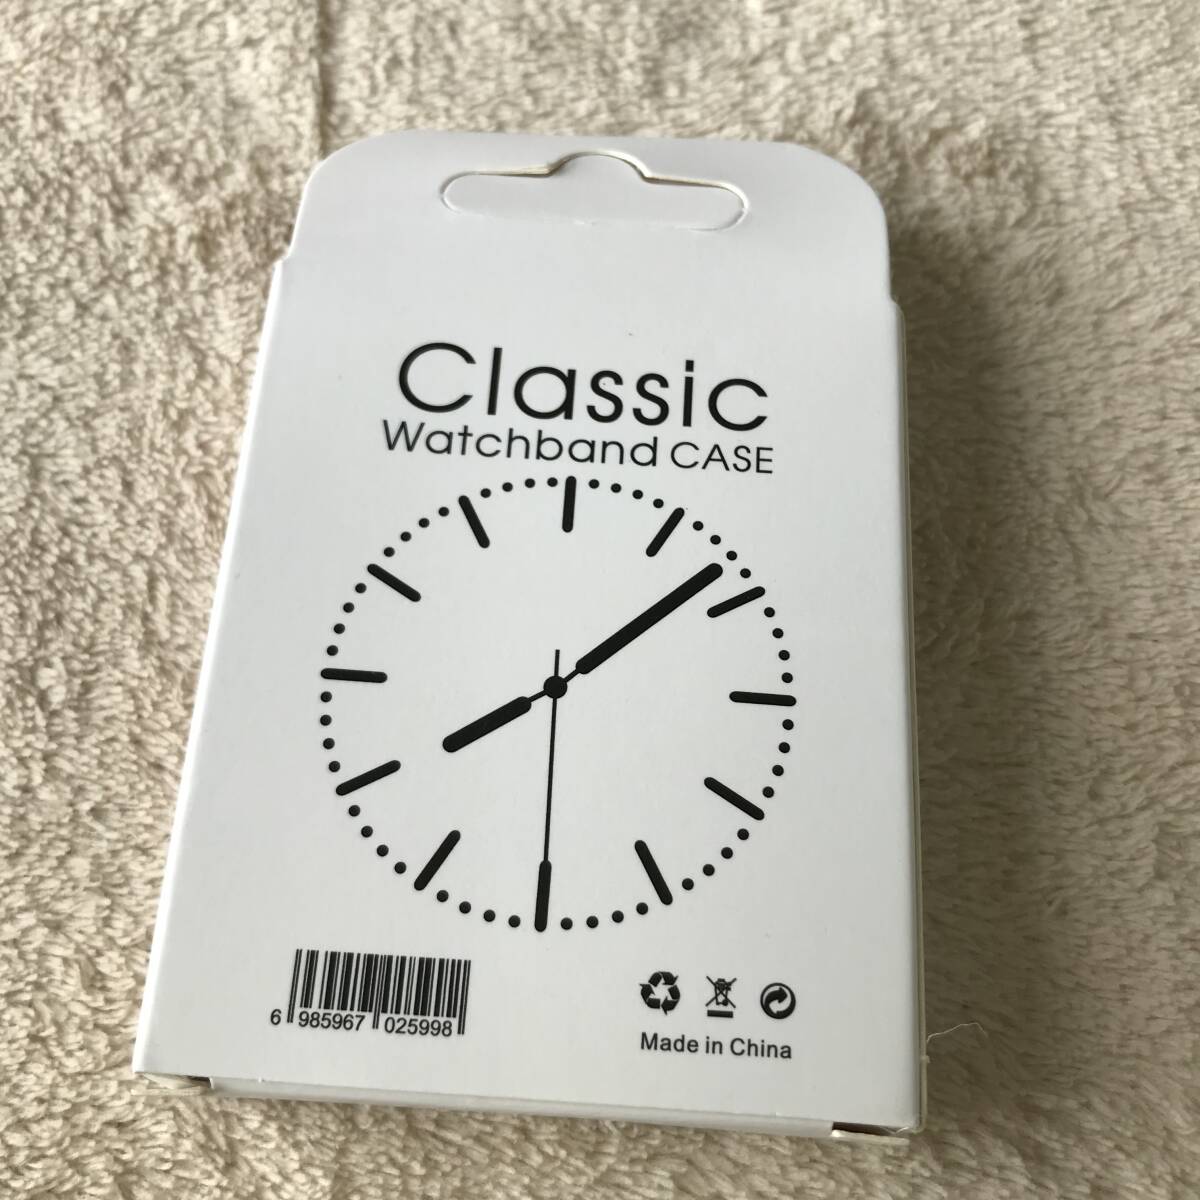 Classic
Watchband CASE
6 985967 025998
Made in China